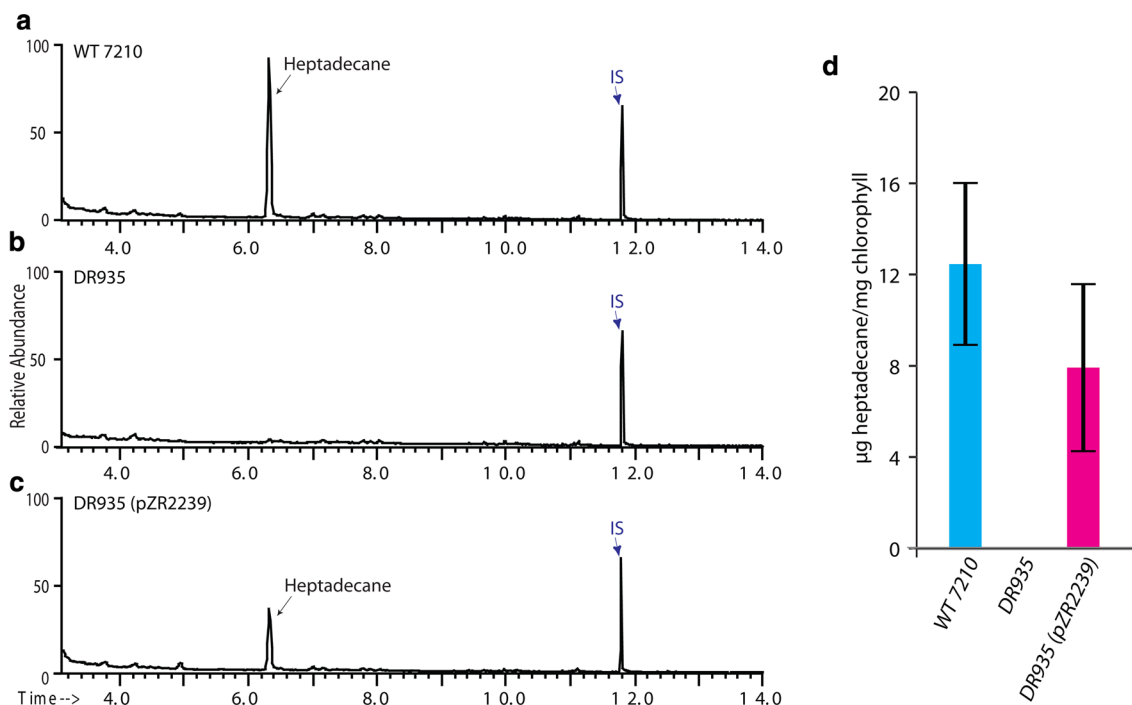 a
WT 7210
Heptadecane
IS
100
50
0
4.0 6.0 8.0 1 0.0 1 2.0 1 4.0
b
DR935
IS
100
50
0
4.0 6.0 8.0 1 0.0 1 2.0 1 4.0
Relative Abundance
c
DR935 (pZR2239)
Heptadecane
IS
100
50
0
Time--> 4.0 6.0 8.0 1 0.0 1 2.0 1 4.0
d
20
16
12
8
4
0
μg heptadecane/mg chlorophyll
WT 7210
DR935
DR935 (pZR2239)